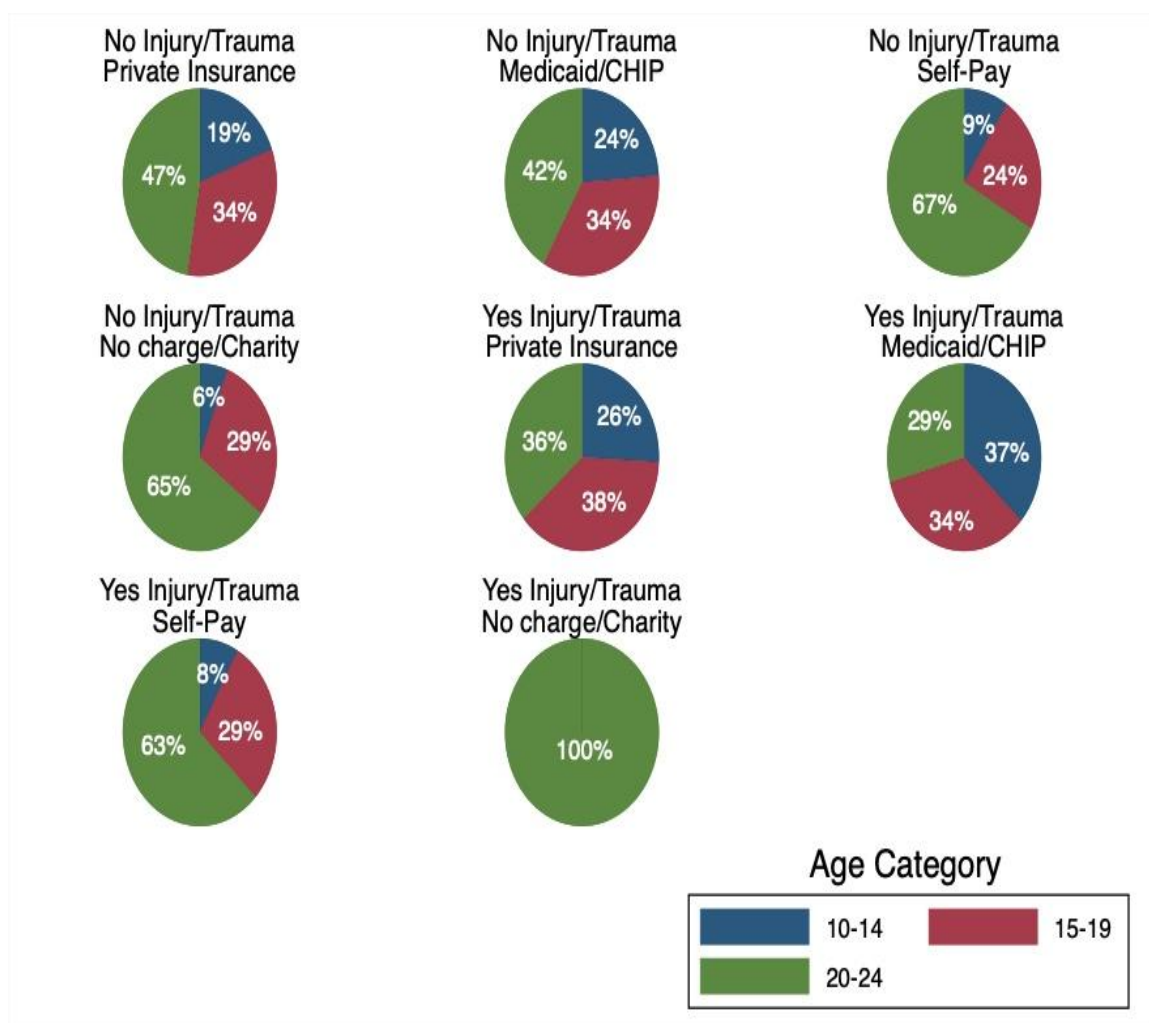 No Injury/Trauma
Private Insurance
19%
47%
34%
No Injury/Trauma
Medicaid/CHIP
24%
42%
34%
No Injury/Trauma
Self-Pay
9%
24%
67%
No Injury/Trauma
No charge/Charity
6%
29%
65%
Yes Injury/Trauma
Private Insurance
26%
36%
38%
Yes Injury/Trauma
Medicaid/CHIP
29%
37%
34%
Yes Injury/Trauma
Self-Pay
8%
29%
63%
Yes Injury/Trauma
No charge/Charity
100%
Age Category
10-14
15-19
20-24